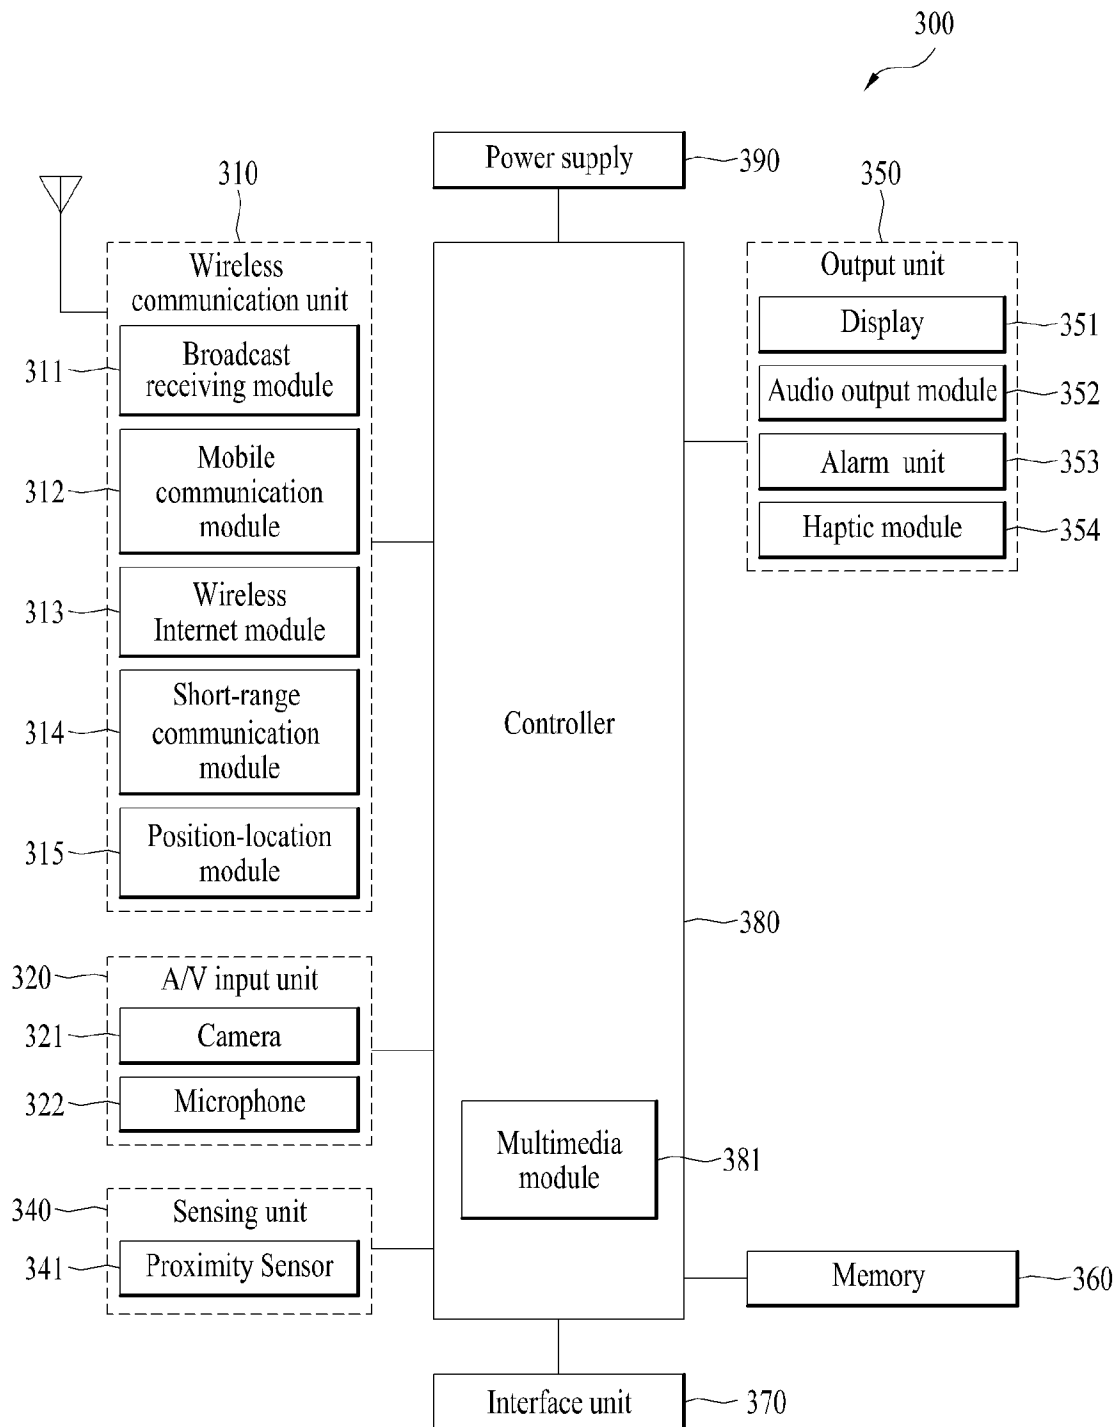 300
Power supply
390
310
Wireless
communication unit
311
Broadcast
receiving module
312
Mobile
communication
module
313
Wireless
Internet module
314
Short-range
communication
module
315
Position-location
module
320
A/V input unit
321
Camera
322
Microphone
340
Sensing unit
341
Proximity Sensor
Controller
380
Multimedia
module
381
350
Output unit
Display
351
Audio output module
352
Alarm unit
353
Haptic module
354
Memory
360
Interface unit
370